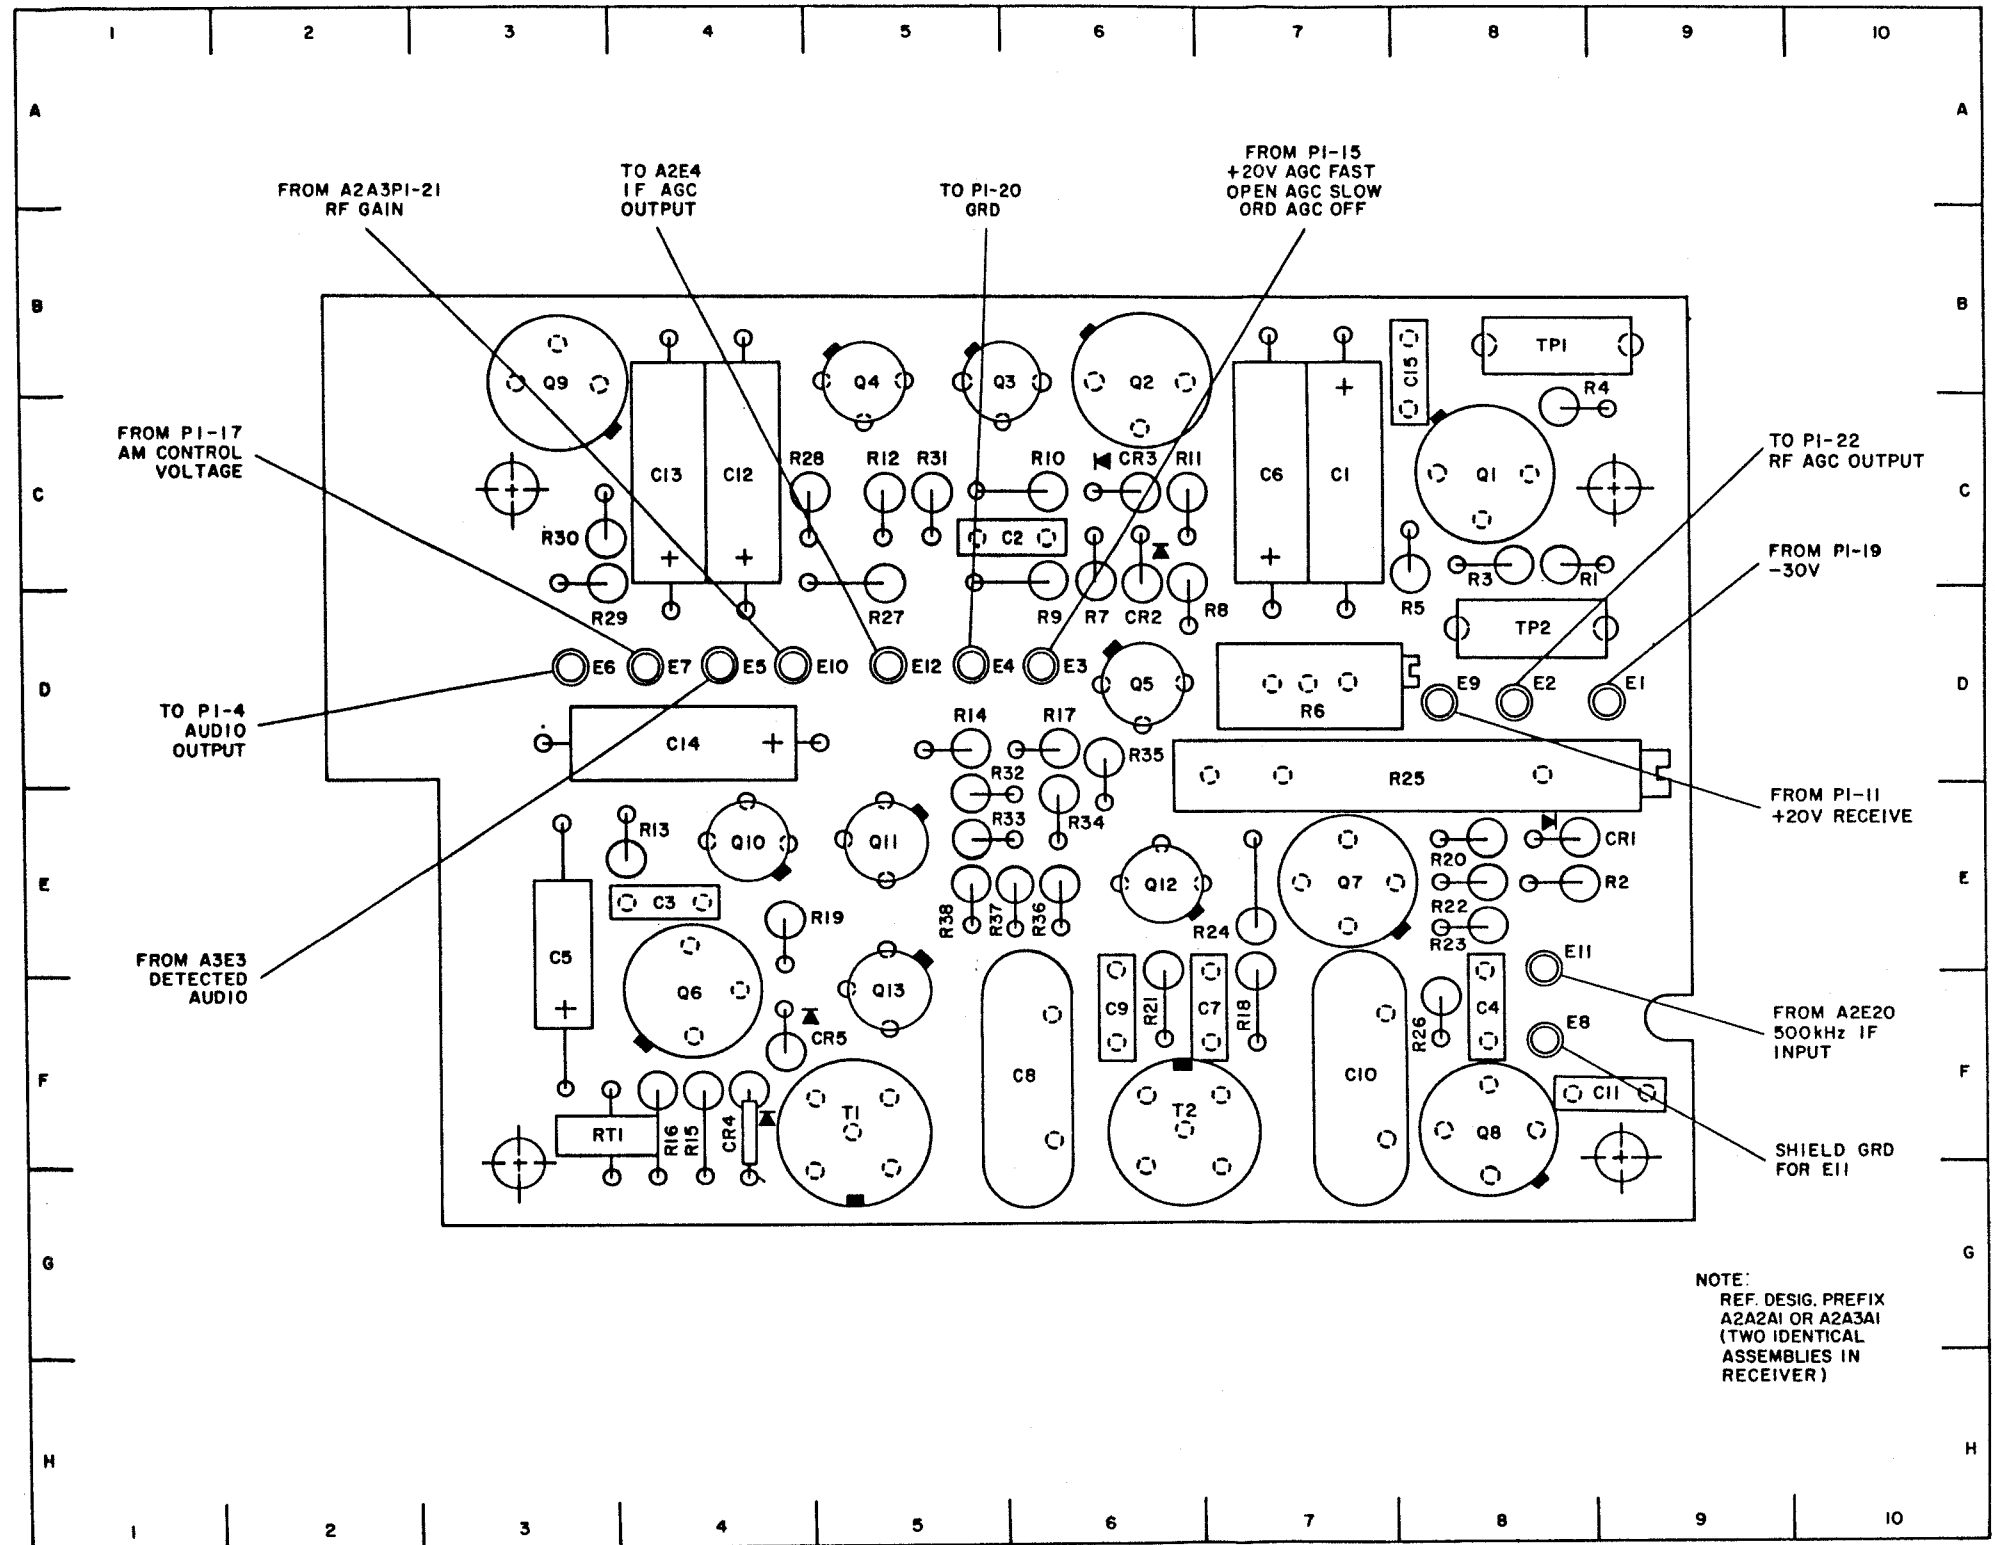 1 2 3 4 5 6 7 8 9 10
A A
FROM P1-15
+20V AGC FAST
OPEN AGC SLOW
ORD AGC OFF
TO A2E4
IF AGC
OUTPUT
FROM A2A3P1-21
RF GAIN
TO P1-20
GRD
B B
Q9 Q4 Q3 Q2 C15 TP1
R4
FROM P1-17
AM CONTROL
VOLTAGE
TO P1-22
RF AGC OUTPUT
C C
R28 R12 R31 R10 CR3 R11
C13 C12 C6 C1 Q1
R30 C2
FROM P1-19
-30V
R3 R1
R29 R27 R9 R7 CR2 R8 R5
TP2
E6 E7 E5 E10 E12 E4 E3
D D
Q5 R6 E9 E2 E1
TO P1-4
AUDIO
OUTPUT
C14 R14 R17 R35
R32 R25
FROM P1-11
+20V RECEIVE
R13 Q10 Q11 R33 R34
R20 CR1
E E
C3 Q12 Q7 R22 R2
R19 R38 R37 R36 R24 R23
FROM A3E3
DETECTED
AUDIO
C5 Q6 Q13 E11
C9 R21 C7 R18 R26 C4
CR5 E8
FROM A2E20
500kHz IF
INPUT
F F
C8 C10 C11
RT1 R16 R15 CR4 T1 T2 Q8
SHIELD GRD
FOR E11
G G
NOTE:
REF. DESIG. PREFIX
A2A2A1 OR A2A3A1
(TWO IDENTICAL
ASSEMBLIES IN
RECEIVER)
H H
1 2 3 4 5 6 7 8 9 10